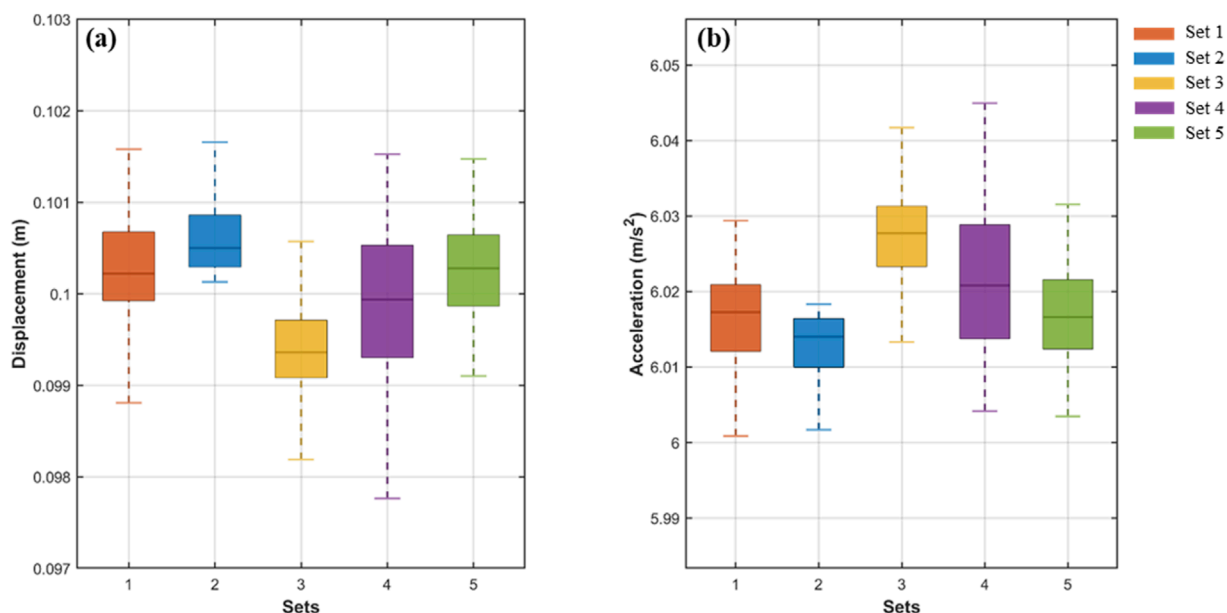 (a)
0.103
0.102
0.101
0.1
0.099
0.098
0.097
Displacement (m)
1 2 3 4 5
Sets
(b)
6.05
6.04
6.03
6.02
6.01
6
5.99
Acceleration (m/s²)
1 2 3 4 5
Sets
Set 1
Set 2
Set 3
Set 4
Set 5